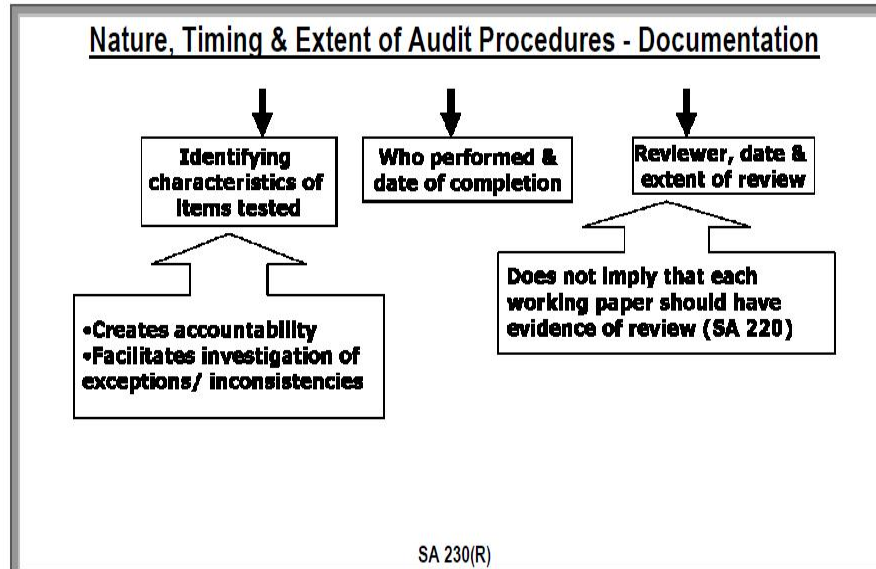 Nature, Timing & Extent of Audit Procedures - Documentation
Identifying
characteristics of
items tested
Who performed &
date of completion
Reviewer, date &
extent of review
•Creates accountability
•Facilitates investigation of
exceptions/ inconsistencies
Does not imply that each
working paper should have
evidence of review (SA 220)
SA 230(R)